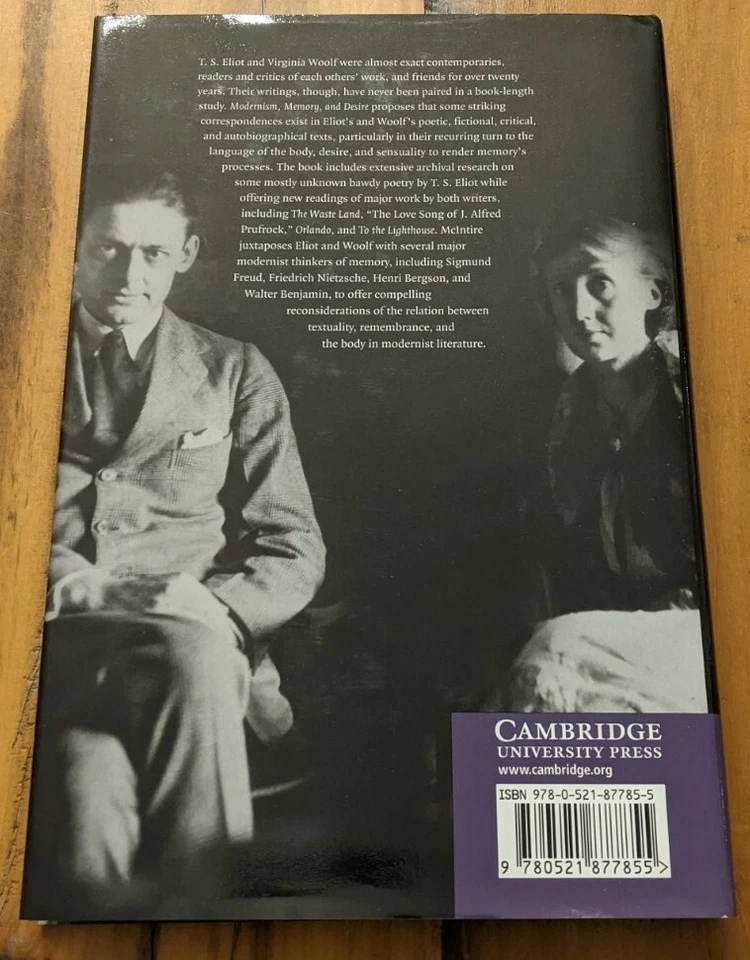 T. S. Eliot and Virginia Woolf were almost exact contemporaries,
readers and critics of each others' work, and friends for over twenty
years. Their writings, though, have never been paired in a book-length
study. Modernism, Memory, and Desire proposes that some striking
correspondences exist in Eliot's and Woolf's poetic, fictional, critical,
and autobiographical texts, particularly in their recurring turn to the
language of the body, desire, and sensuality to render memory's
processes. The book includes extensive archival research on
some mostly unknown bawdy poetry by T. S. Eliot while
offering new readings of major work by both writers,
including The Waste Land, “The Love Song of J. Alfred
Prufrock,” Orlando, and To the Lighthouse. McIntire
juxtaposes Eliot and Woolf with several major
modernist thinkers of memory, including Sigmund
Freud, Friedrich Nietzsche, Henri Bergson, and
Walter Benjamin, to offer compelling
reconsiderations of the relation between
textuality, remembrance, and
the body in modernist literature.
CAMBRIDGE
UNIVERSITY PRESS
www.cambridge.org
ISBN 978-0-521-87785-5
9 780521 877855 >